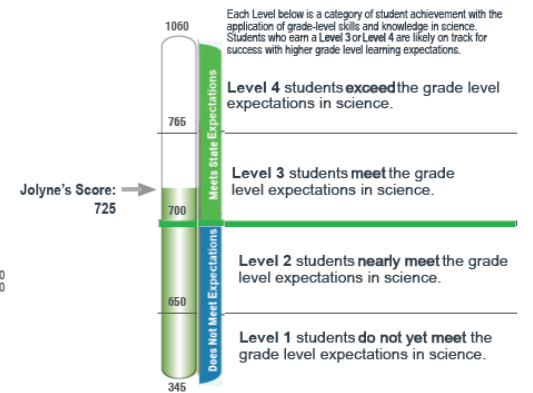 1060
Each Level below is a category of student achievement with the
application of grade-level skills and knowledge in science.
Students who earn a Level 3 or Level 4 are likely on track for
success with higher grade level learning expectations.
Meets State Expectations
Level 4 students exceed the grade level
expectations in science.
765
Level 3 students meet the grade
level expectations in science.
Jolyne's Score:
725
700
Does Not Meet Expectations
Level 2 students nearly meet the grade
level expectations in science.
0
0
650
Level 1 students do not yet meet the
grade level expectations in science.
345